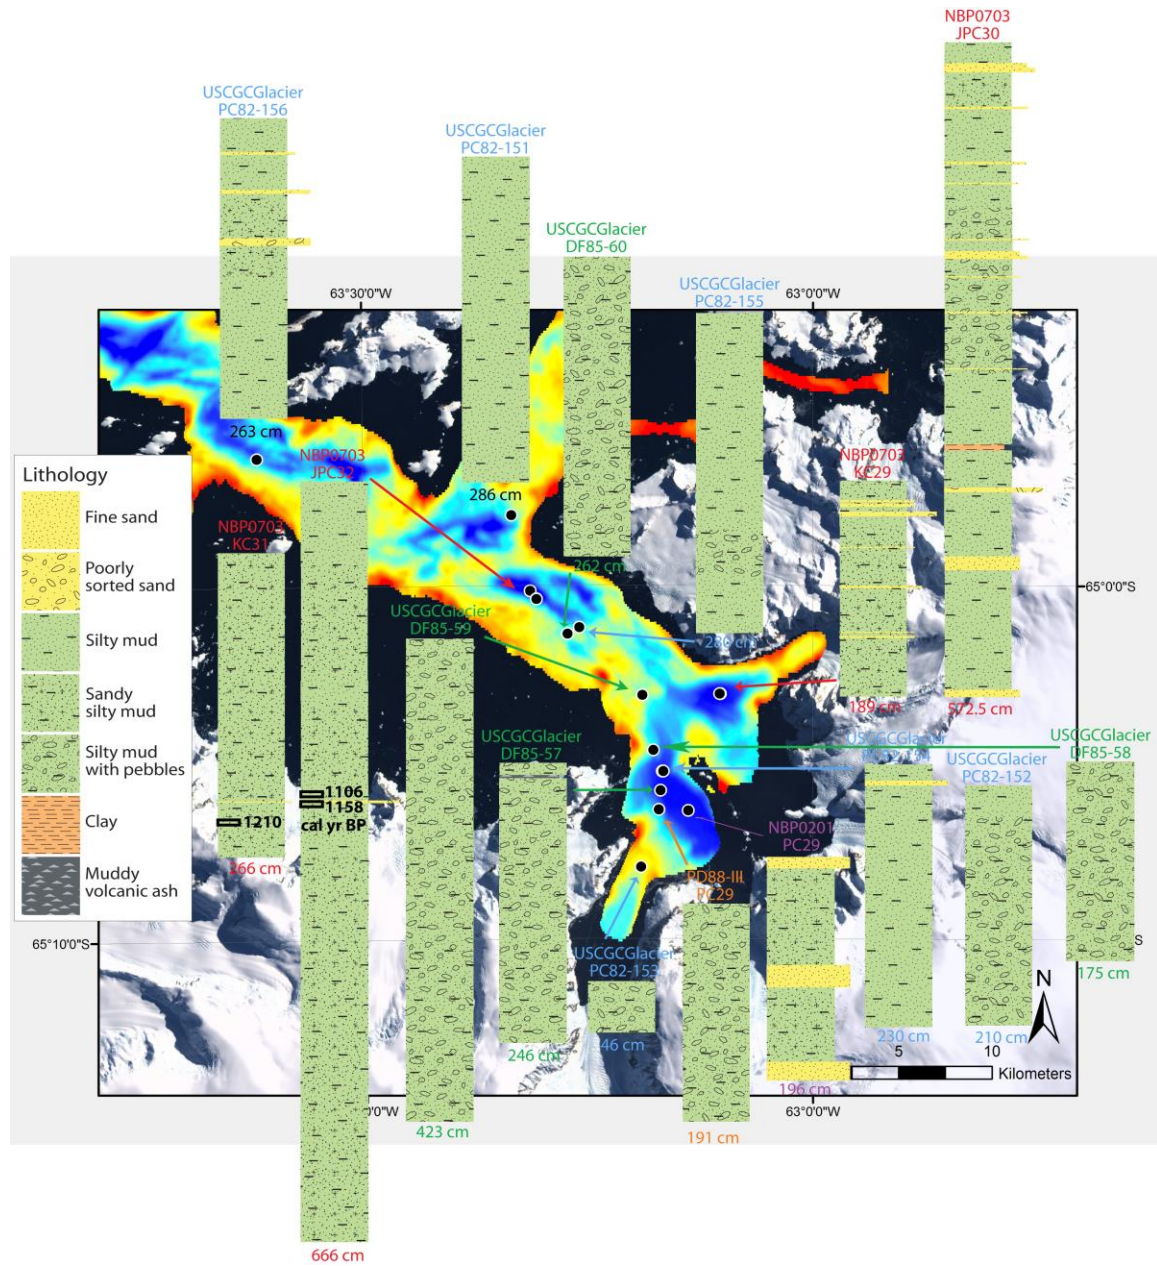 NBP0703
JPC30
USCGCGlacier
PC82-156
USCGCGlacier
PC82-151
USCGCGlacier
DF85-60
USCGCGlacier
PC82-155
63°30'0"W
63°0'0"W
263 cm
NBP0703
JPC32
286 cm
NBP0703
KC29
Lithology
Fine sand
Poorly
sorted sand
Silty mud
Sandy
silty mud
Silty mud
with pebbles
Clay
Muddy
volcanic ash
NBP0703
KC31
262 cm
65°0'0"S
USCGCGlacier
DF85-59
cm
189 cm
572.5 cm
USCGCGlacier
DF85-57
USCGCGlacier
USCGCGlacier
DF85-58
PC82-152
1106
1158
cal yr BP
1210
NBP0201
PC29
266 cm
PD88-III
PC29
65°10'0"S
S
USCGCGlacier
PC82-153
175 cm
N
230 cm
210 cm
246 cm
46 cm
5
10
Kilometers
196 cm
0'0"W
63°0'0"W
423 cm
191 cm
666 cm